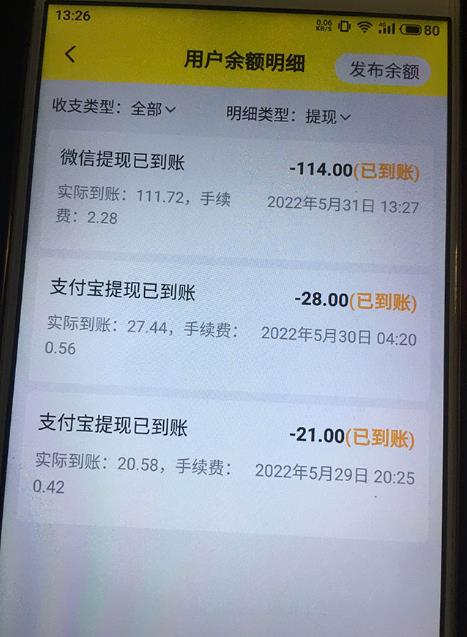 13:26 0.06 KB/S 4G 80
用户余额明细 发布余额
收支类型：全部 明细类型：提现
微信提现已到账 -114.00(已到账)
实际到账：111.72，手续 2022年5月31日 13:27
费：2.28
支付宝提现已到账 -28.00(已到账)
实际到账：27.44，手续费： 2022年5月30日 04:20
0.56
支付宝提现已到账 -21.00(已到账)
实际到账：20.58，手续费： 2022年5月29日 20:25
0.42